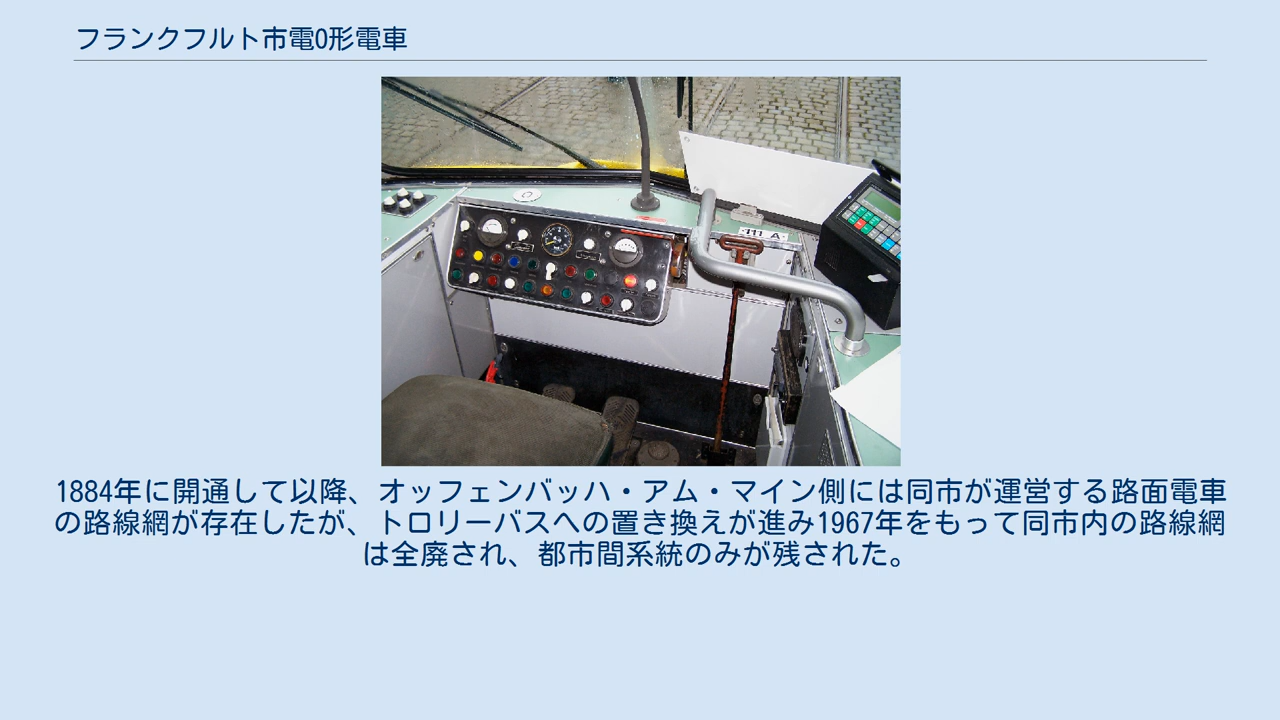 フランクフルト市電O形電車
111 A
1884年に開通して以降、オッフェンバッハ・アム・マイン側には同市が運営する路面電車
の路線網が存在したが、トロリーバスへの置き換えが進み1967年をもって同市内の路線網
は全廃され、都市間系統のみが残された。